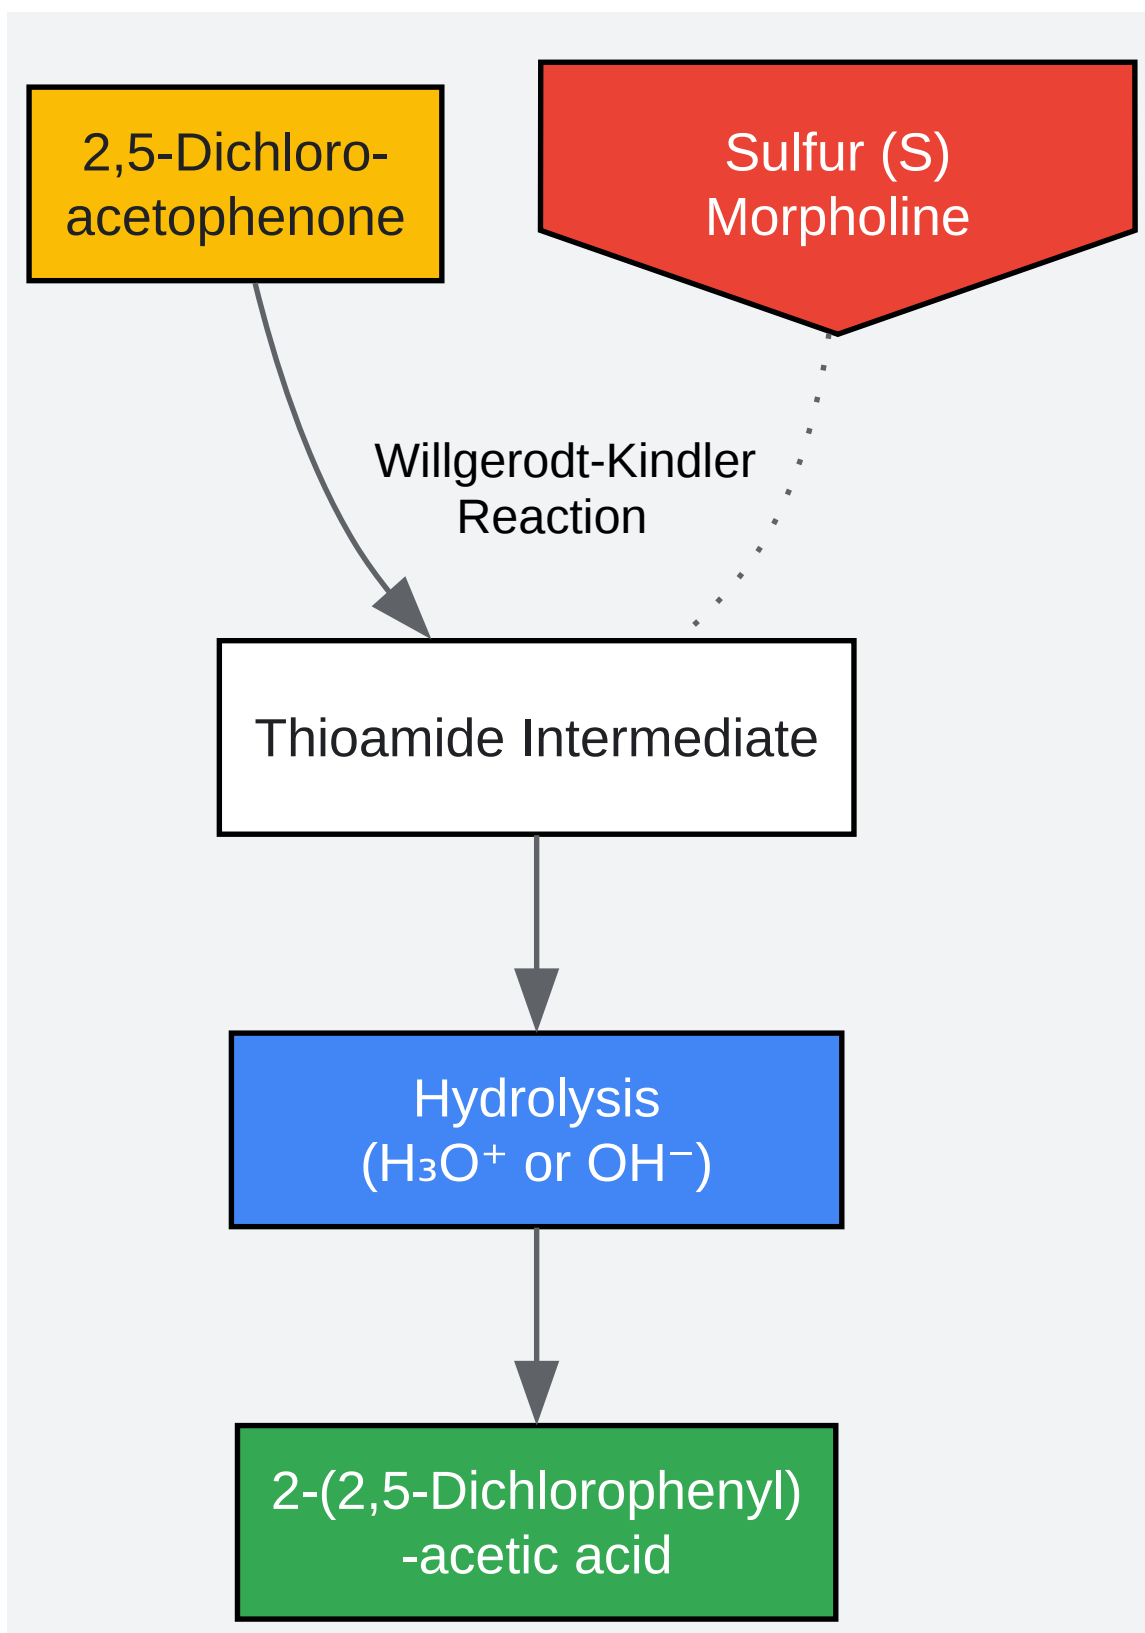 2,5-Dichloro-
acetophenone
Sulfur (S)
Morpholine
Willgerodt-Kindler
Reaction
Thioamide Intermediate
Hydrolysis
(H₃O⁺ or OH⁻)
2-(2,5-Dichlorophenyl)
-acetic acid